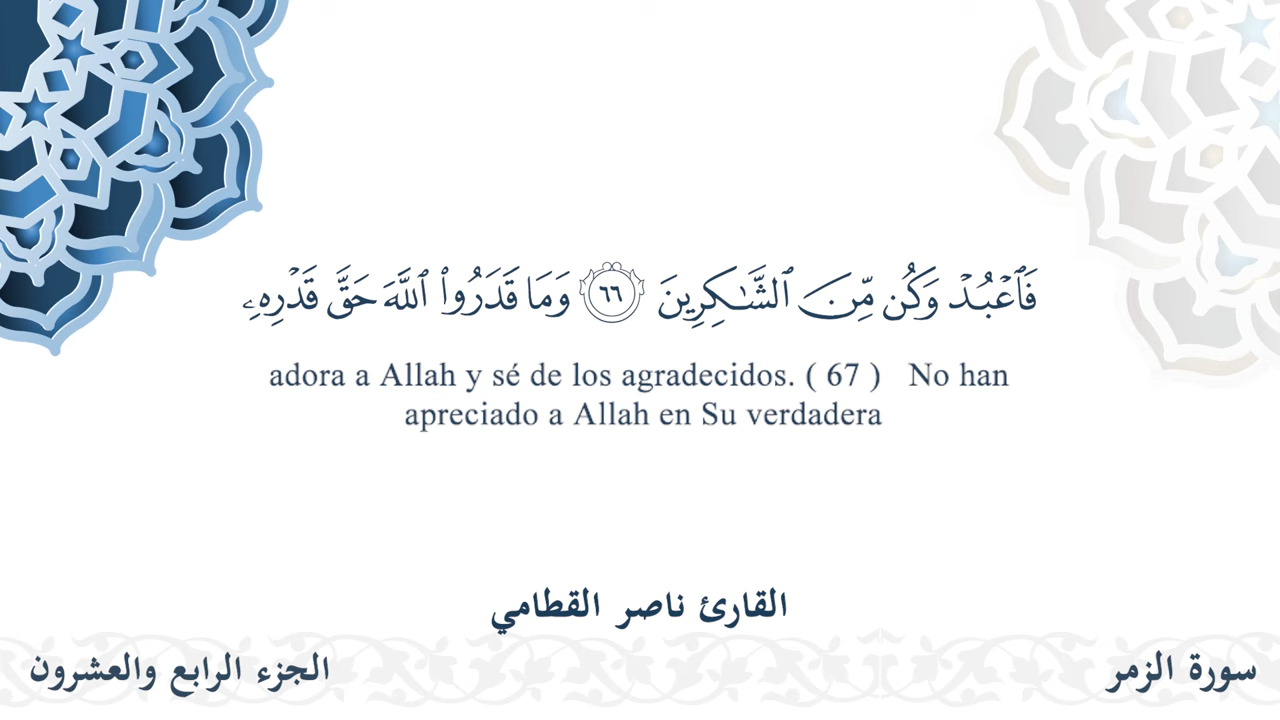 فَٱعْبُدْ وَكُن مِّنَ ٱلشَّـٰكِرِينَ ٦٦ وَمَا قَدَرُوا۟ ٱللَّهَ حَقَّ قَدْرِهِۦ
adora a Allah y sé de los agradecidos. ( 67 ) No han
apreciado a Allah en Su verdadera
القارئ ناصر القطامي
سورة الزمر
الجزء الرابع والعشرون